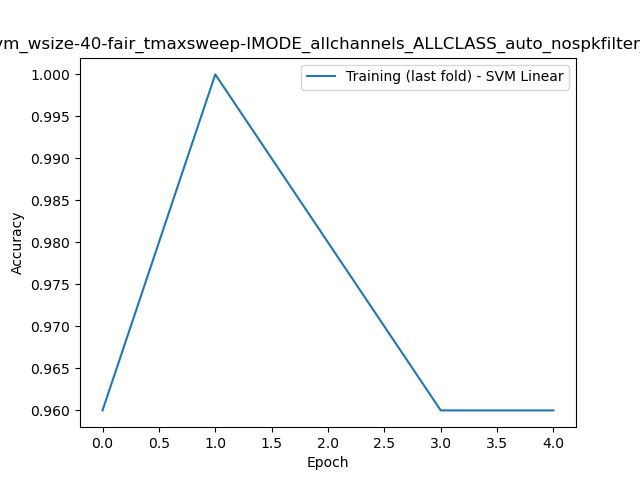 vm_wsize-40-fair_tmaxsweep-IMODE_allchannels_ALLCLASS_auto_nospkfilter_
Training (last fold) - SVM Linear
1.000
0.995
0.990
0.985
0.980
0.975
0.970
0.965
0.960
Accuracy
0.0 0.5 1.0 1.5 2.0 2.5 3.0 3.5 4.0
Epoch